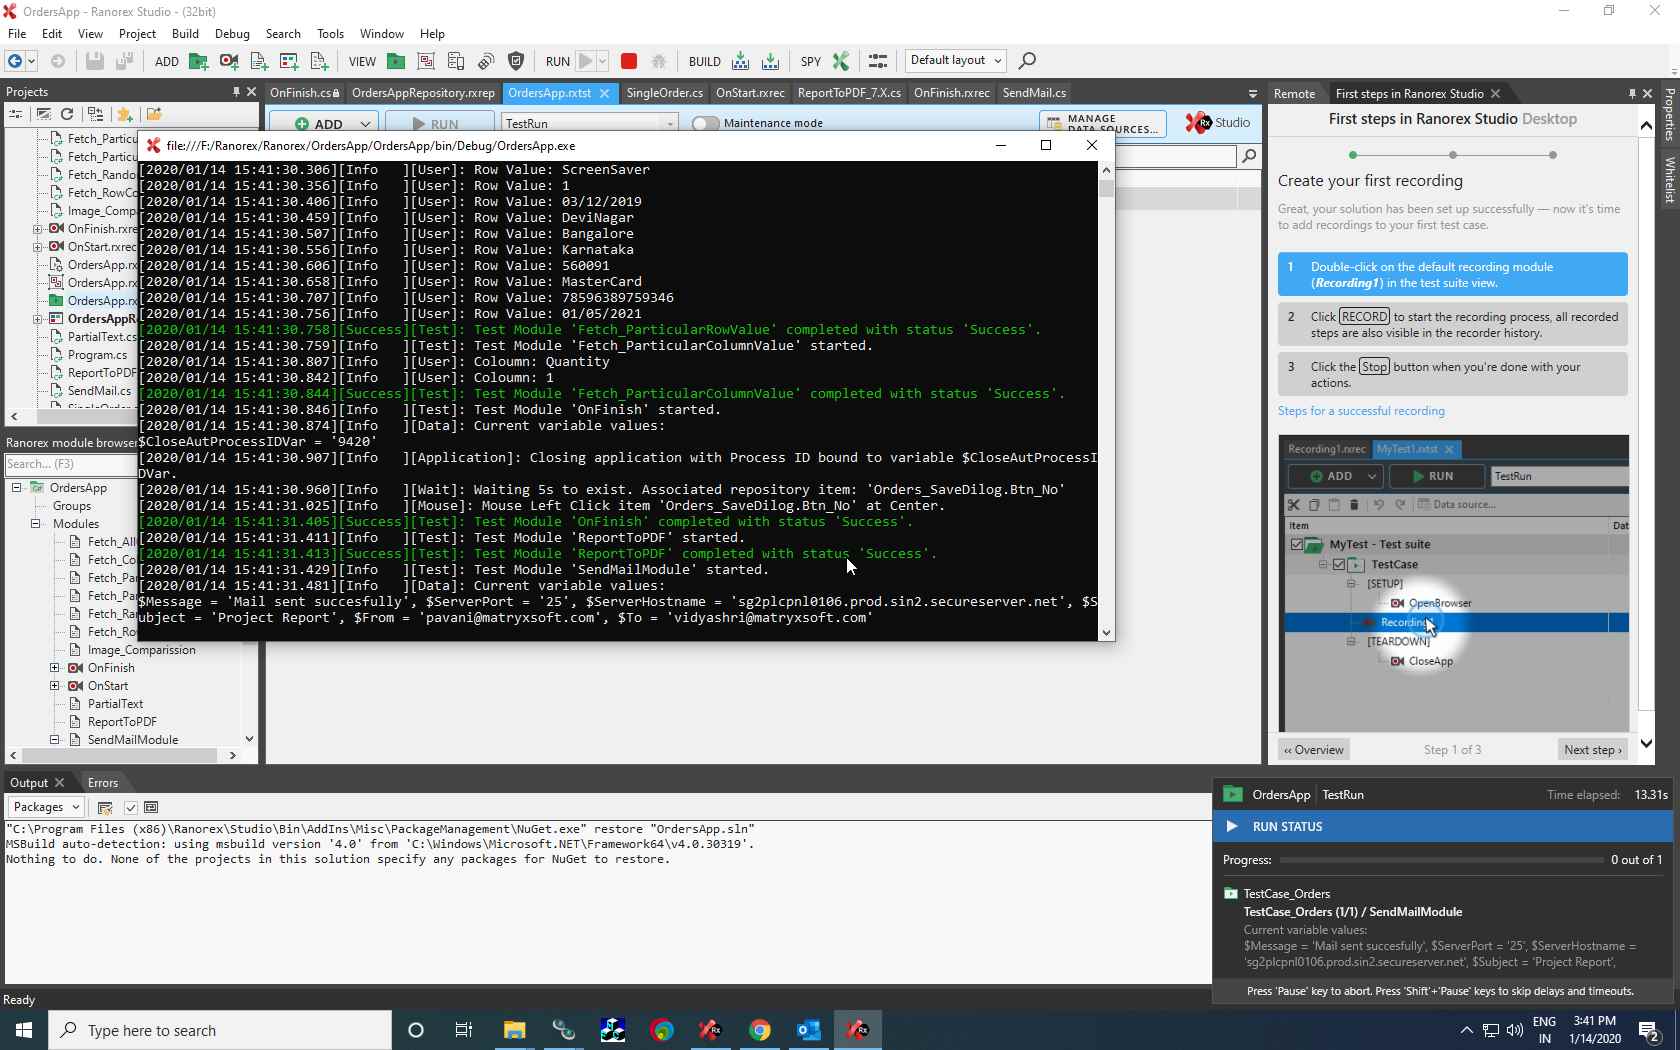 OrdersApp - Ranorex Studio - (32bit)
File Edit View Project Build Debug Search Tools Window Help
ADD VIEW RUN BUILD SPY Default layout
Projects
OnFinish.cs OrdersAppRepository.rxrep OrdersApp.rxtst SingleOrder.cs OnStart.rxrec ReportToPDF_7.X.cs OnFinish.rxrec SendMail.cs
Remote First steps in Ranorex Studio
Properties
Whitelist
ADD RUN TestRun Maintenance mode MANAGE DATA SOURCES... Rx Studio
Fetch_Particu
Fetch_Particu
Fetch_Rando
Fetch_RowCo
Image_Comp
OnFinish.rxre
OnStart.rxrec
OrdersApp.rx
OrdersApp.rx
OrdersApp.rx
OrdersAppR
PartialText.cs
Program.cs
ReportToPDF
SendMail.cs
file:///F:/Ranorex/Ranorex/OrdersApp/OrdersApp/bin/Debug/OrdersApp.exe
[2020/01/14 15:41:30.306][Info   ][User]: Row Value: ScreenSaver
[2020/01/14 15:41:30.356][Info   ][User]: Row Value: 1
[2020/01/14 15:41:30.406][Info   ][User]: Row Value: 03/12/2019
[2020/01/14 15:41:30.459][Info   ][User]: Row Value: DeviNagar
[2020/01/14 15:41:30.507][Info   ][User]: Row Value: Bangalore
[2020/01/14 15:41:30.556][Info   ][User]: Row Value: Karnataka
[2020/01/14 15:41:30.606][Info   ][User]: Row Value: 560091
[2020/01/14 15:41:30.658][Info   ][User]: Row Value: MasterCard
[2020/01/14 15:41:30.707][Info   ][User]: Row Value: 78596389759346
[2020/01/14 15:41:30.756][Info   ][User]: Row Value: 01/05/2021
[2020/01/14 15:41:30.758][Success][Test]: Test Module 'Fetch_ParticularRowValue' completed with status 'Success'.
[2020/01/14 15:41:30.759][Info   ][Test]: Test Module 'Fetch_ParticularColumnValue' started.
[2020/01/14 15:41:30.807][Info   ][User]: Coloumn: Quantity
[2020/01/14 15:41:30.842][Info   ][User]: Coloumn: 1
[2020/01/14 15:41:30.844][Success][Test]: Test Module 'Fetch_ParticularColumnValue' completed with status 'Success'.
[2020/01/14 15:41:30.846][Info   ][Test]: Test Module 'OnFinish' started.
[2020/01/14 15:41:30.874][Info   ][Data]: Current variable values:
$CloseAutProcessIDVar = '9420'
[2020/01/14 15:41:30.907][Info   ][Application]: Closing application with Process ID bound to variable $CloseAutProcessI
DVar.
[2020/01/14 15:41:30.960][Info   ][Wait]: Waiting 5s to exist. Associated repository item: 'Orders_SaveDilog.Btn_No'
[2020/01/14 15:41:31.025][Info   ][Mouse]: Mouse Left Click item 'Orders_SaveDilog.Btn_No' at Center.
[2020/01/14 15:41:31.405][Success][Test]: Test Module 'OnFinish' completed with status 'Success'.
[2020/01/14 15:41:31.411][Info   ][Test]: Test Module 'ReportToPDF' started.
[2020/01/14 15:41:31.413][Success][Test]: Test Module 'ReportToPDF' completed with status 'Success'.
[2020/01/14 15:41:31.429][Info   ][Test]: Test Module 'SendMailModule' started.
[2020/01/14 15:41:31.481][Info   ][Data]: Current variable values:
$Message = 'Mail sent succesfully', $ServerPort = '25', $ServerHostname = 'sg2plcpnl0106.prod.sin2.secureserver.net', $S
ubject = 'Project Report', $From = 'pavani@matryxsoft.com', $To = 'vidyashri@matryxsoft.com'
Ranorex module browser
Search... (F3)
OrdersApp
Groups
Modules
Fetch_All
Fetch_Co
Fetch_Pa
Fetch_Pa
Fetch_Ra
Fetch_Ro
Image_Comparission
OnFinish
OnStart
PartialText
ReportToPDF
SendMailModule
First steps in Ranorex Studio Desktop
Create your first recording
Great, your solution has been set up successfully — now it's time
to add recordings to your first test case.
1 Double-click on the default recording module
(Recording1) in the test suite view.
2 Click RECORD to start the recording process, all recorded
steps are also visible in the recorder history.
3 Click the Stop button when you're done with your
actions.
Steps for a successful recording
Recording1.rxrec MyTest1.rxtst
ADD RUN TestRun
Data source...
Item Dat
MyTest - Test suite
TestCase
[SETUP]
OpenBrowser
Recording
[TEARDOWN]
CloseApp
‹‹ Overview Step 1 of 3 Next step ›
Output Errors
Packages
"C:\Program Files (x86)\Ranorex\Studio\Bin\AddIns\Misc\PackageManagement\NuGet.exe" restore "OrdersApp.sln"
MSBuild auto-detection: using msbuild version '4.0' from 'C:\Windows\Microsoft.NET\Framework64\v4.0.30319'.
Nothing to do. None of the projects in this solution specify any packages for NuGet to restore.
OrdersApp TestRun Time elapsed: 13.31s
RUN STATUS
Progress: 0 out of 1
TestCase_Orders
TestCase_Orders (1/1) / SendMailModule
Current variable values:
$Message = 'Mail sent succesfully', $ServerPort = '25', $ServerHostname =
'sg2plcpnl0106.prod.sin2.secureserver.net', $Subject = 'Project Report',
Press 'Pause' key to abort. Press 'Shift'+'Pause' keys to skip delays and timeouts.
Ready
Type here to search
ENG
IN
3:41 PM
1/14/2020
2